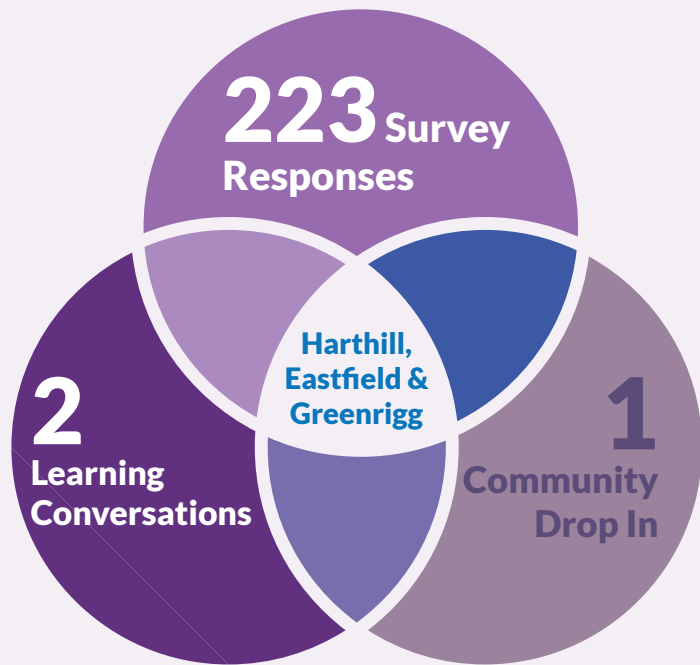 223 Survey
Responses
Harthill,
Eastfield &
Greenrigg
2
Learning
Conversations
1
Community
Drop In